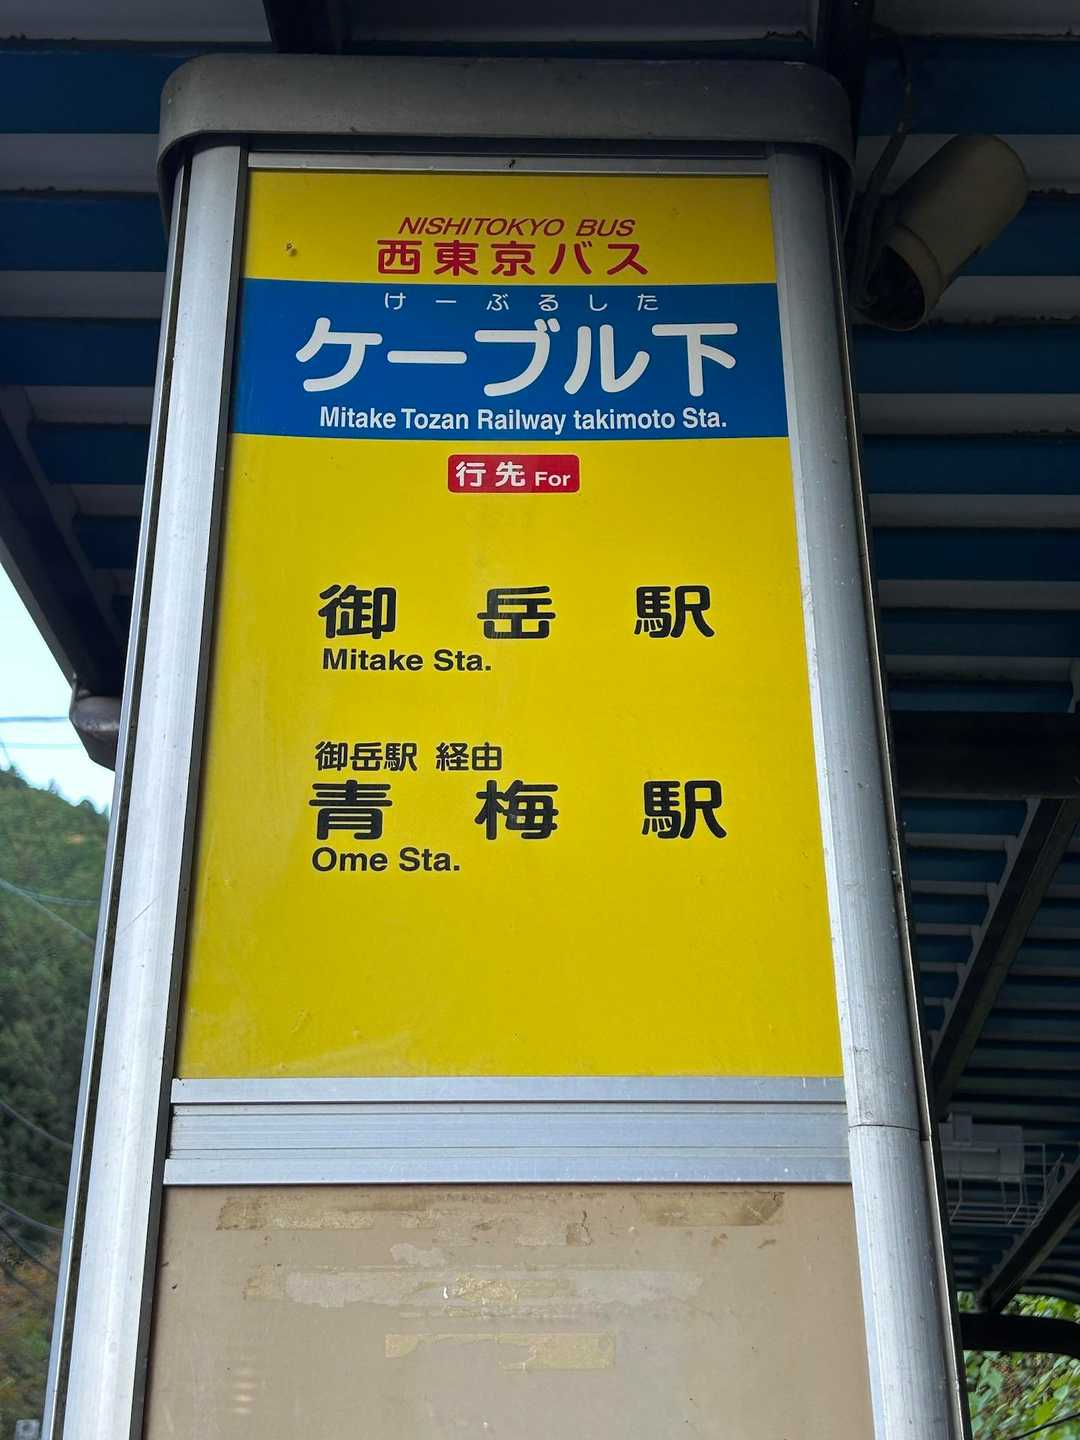 NISHITOKYO BUS
西東京バス
けーぶるした
ケーブル下
Mitake Tozan Railway takimoto Sta.
行先 For
御岳駅
Mitake Sta.
御岳駅 経由
青梅駅
Ome Sta.